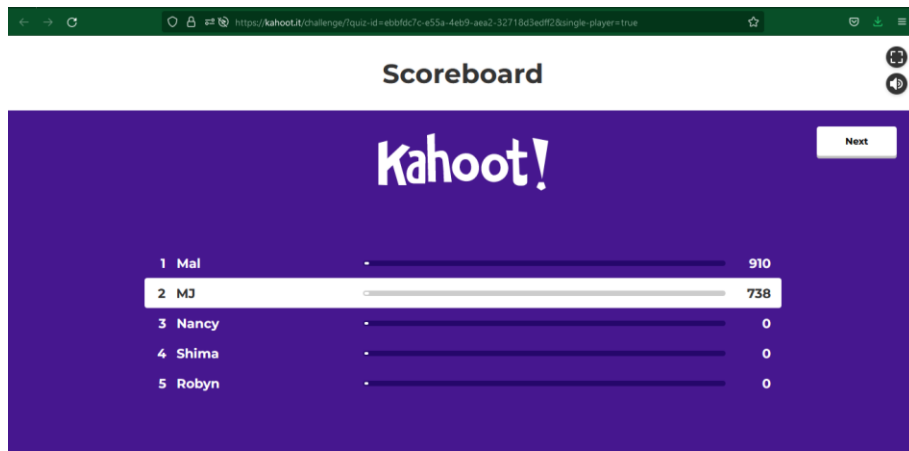 https://kahoot.it/challenge/?quiz-id=ebbfdc7c-e55a-4eb9-aea2-32718d3edff2&single-player=true
Scoreboard
Kahoot!
Next
1 Mal 910
2 MJ 738
3 Nancy 0
4 Shima 0
5 Robyn 0